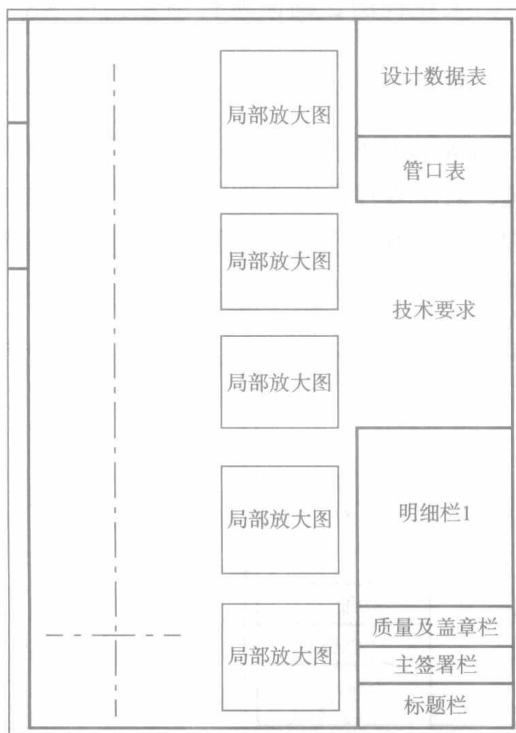 设计数据表
局部放大图
管口表
局部放大图
技术要求
局部放大图
局部放大图
明细栏1
质量及盖章栏
局部放大图
主签署栏
标题栏